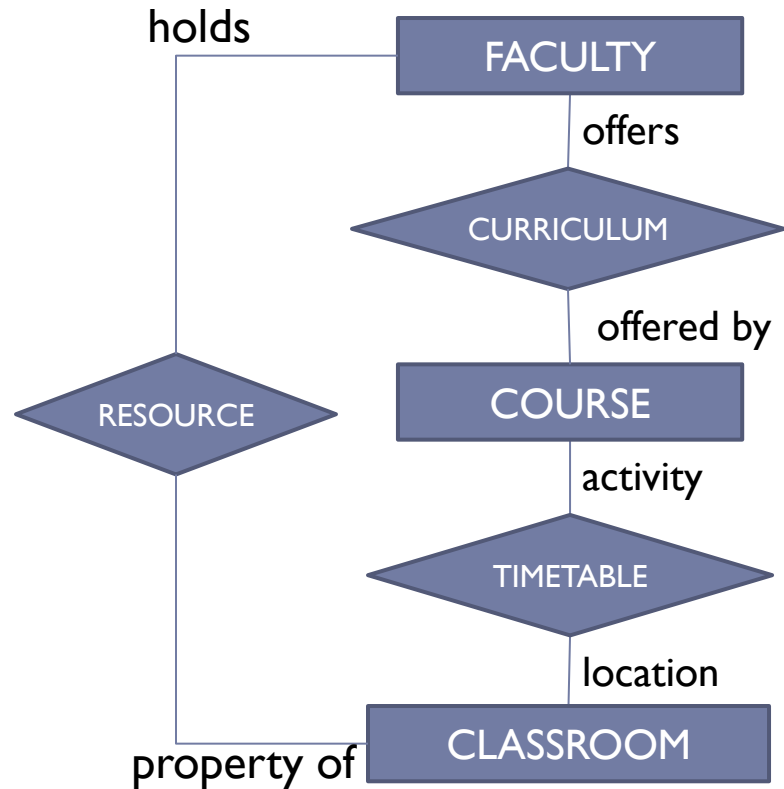 holds
FACULTY
offers
CURRICULUM
offered by
COURSE
RESOURCE
activity
TIMETABLE
location
CLASSROOM
property of